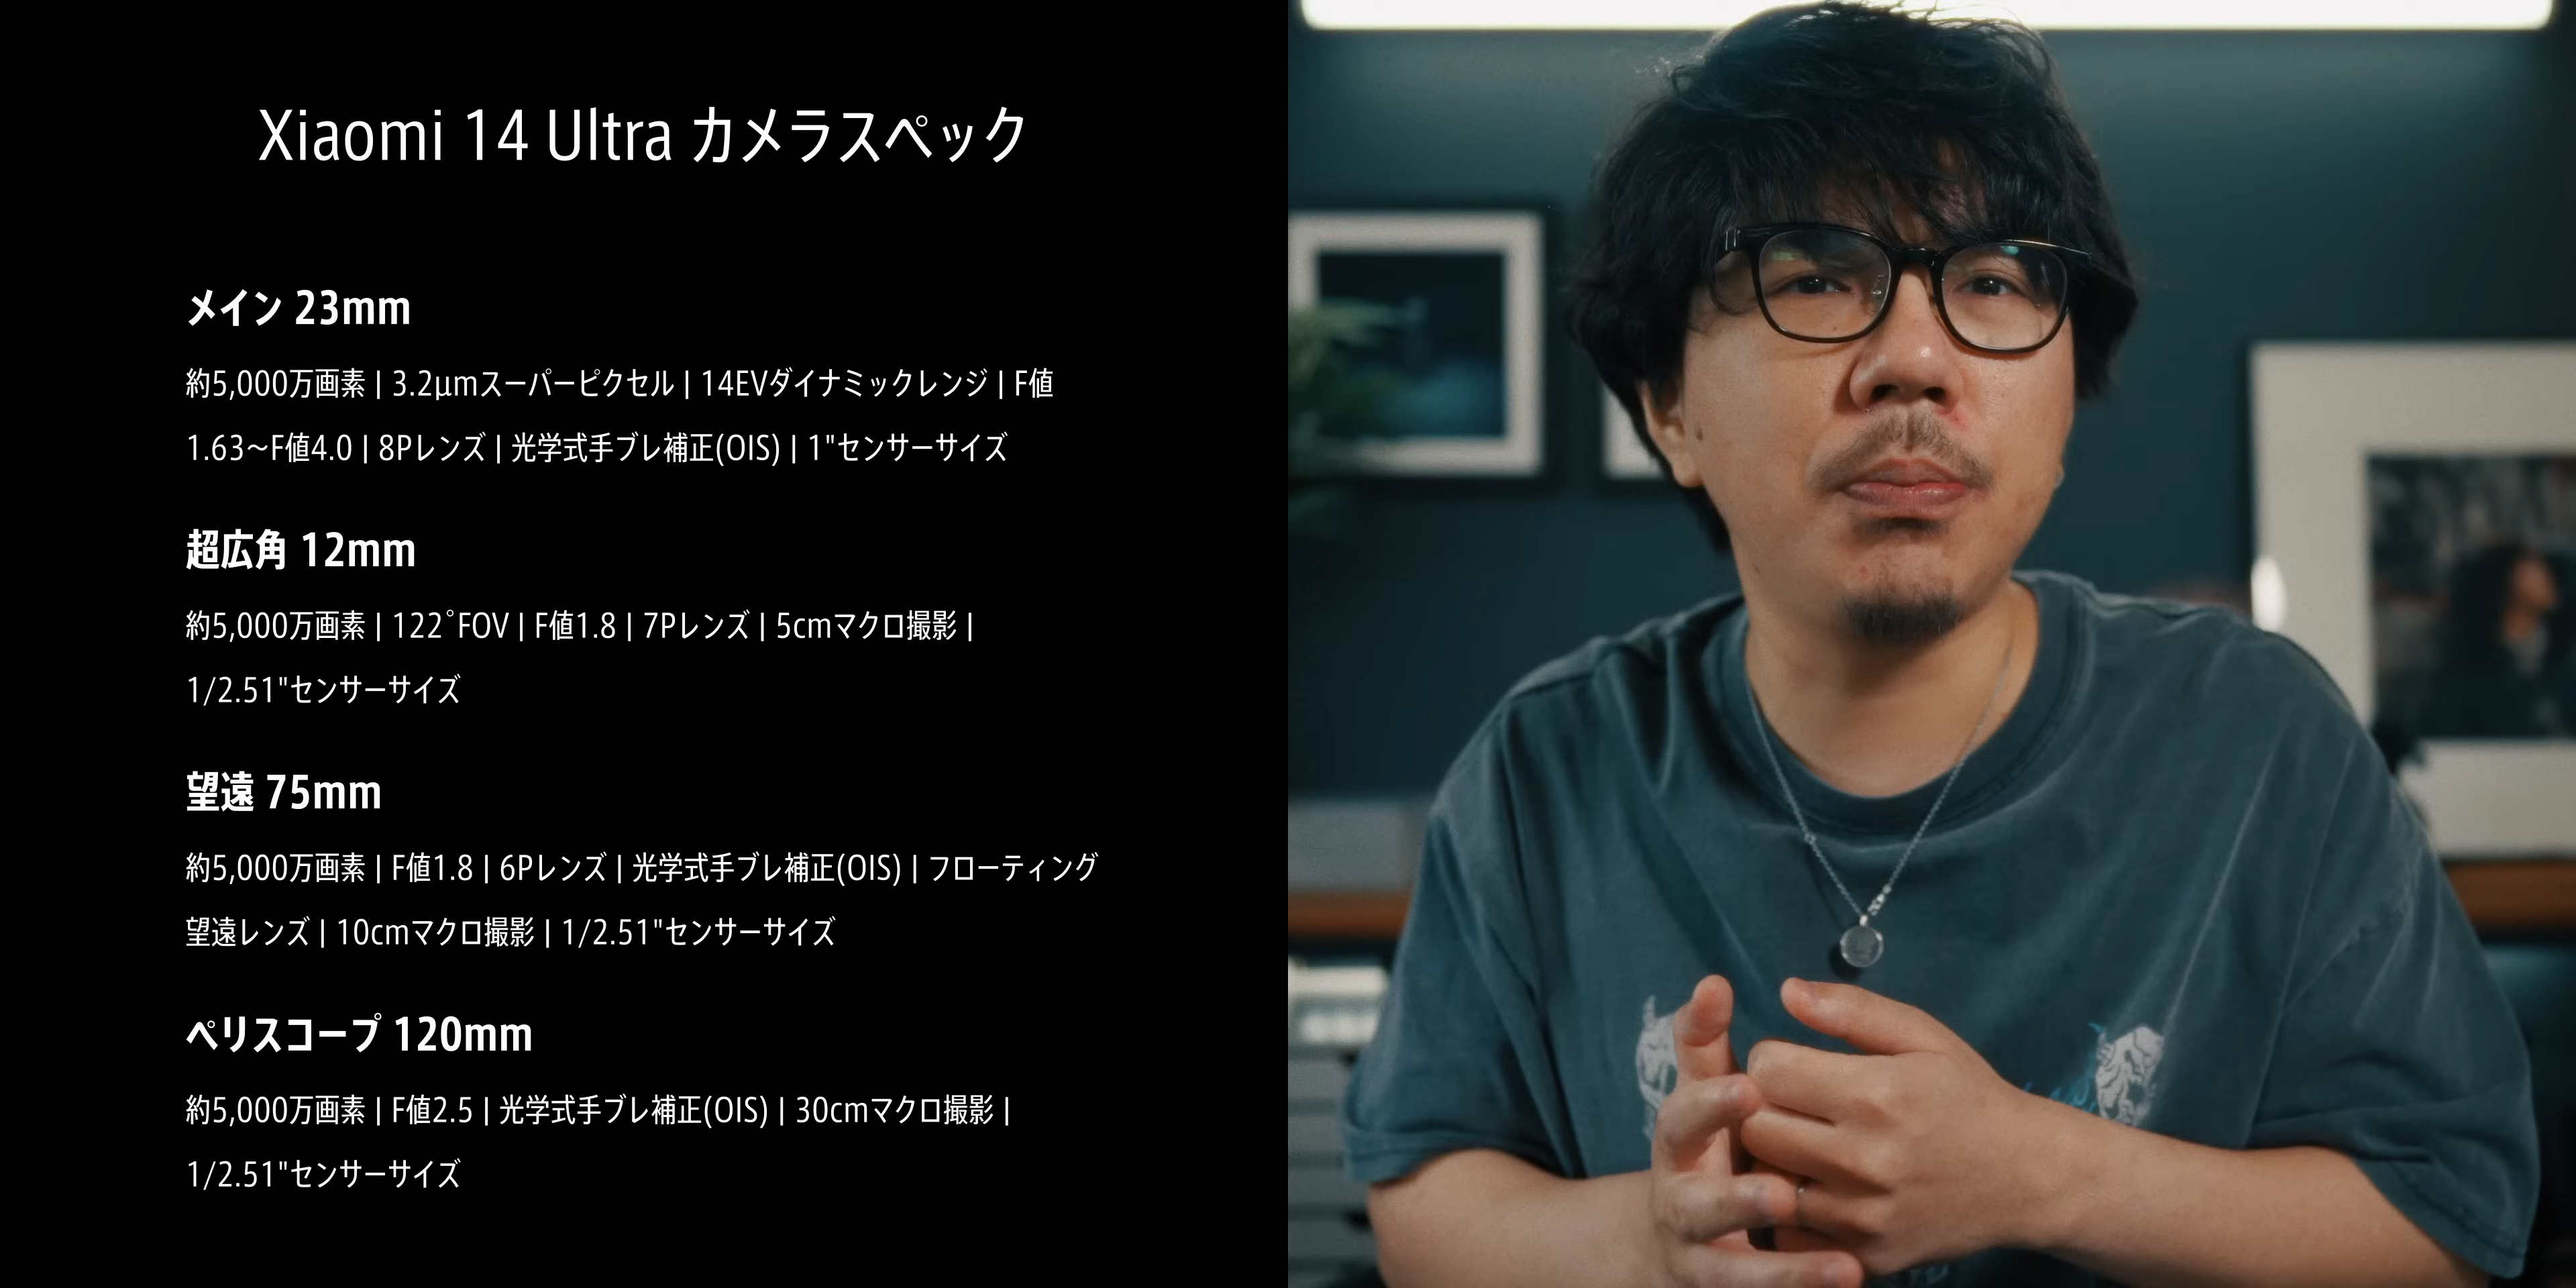 Xiaomi 14 Ultra カメラスペック
メイン 23mm
約5,000万画素 | 3.2μmスーパーピクセル | 14EVダイナミックレンジ | F値
1.63～F値4.0 | 8Pレンズ | 光学式手ブレ補正(OIS) | 1"センサーサイズ
超広角 12mm
約5,000万画素 | 122°FOV | F値1.8 | 7Pレンズ | 5cmマクロ撮影 |
1/2.51"センサーサイズ
望遠 75mm
約5,000万画素 | F値1.8 | 6Pレンズ | 光学式手ブレ補正(OIS) | フローティング
望遠レンズ | 10cmマクロ撮影 | 1/2.51"センサーサイズ
ペリスコープ 120mm
約5,000万画素 | F値2.5 | 光学式手ブレ補正(OIS) | 30cmマクロ撮影 |
1/2.51"センサーサイズ